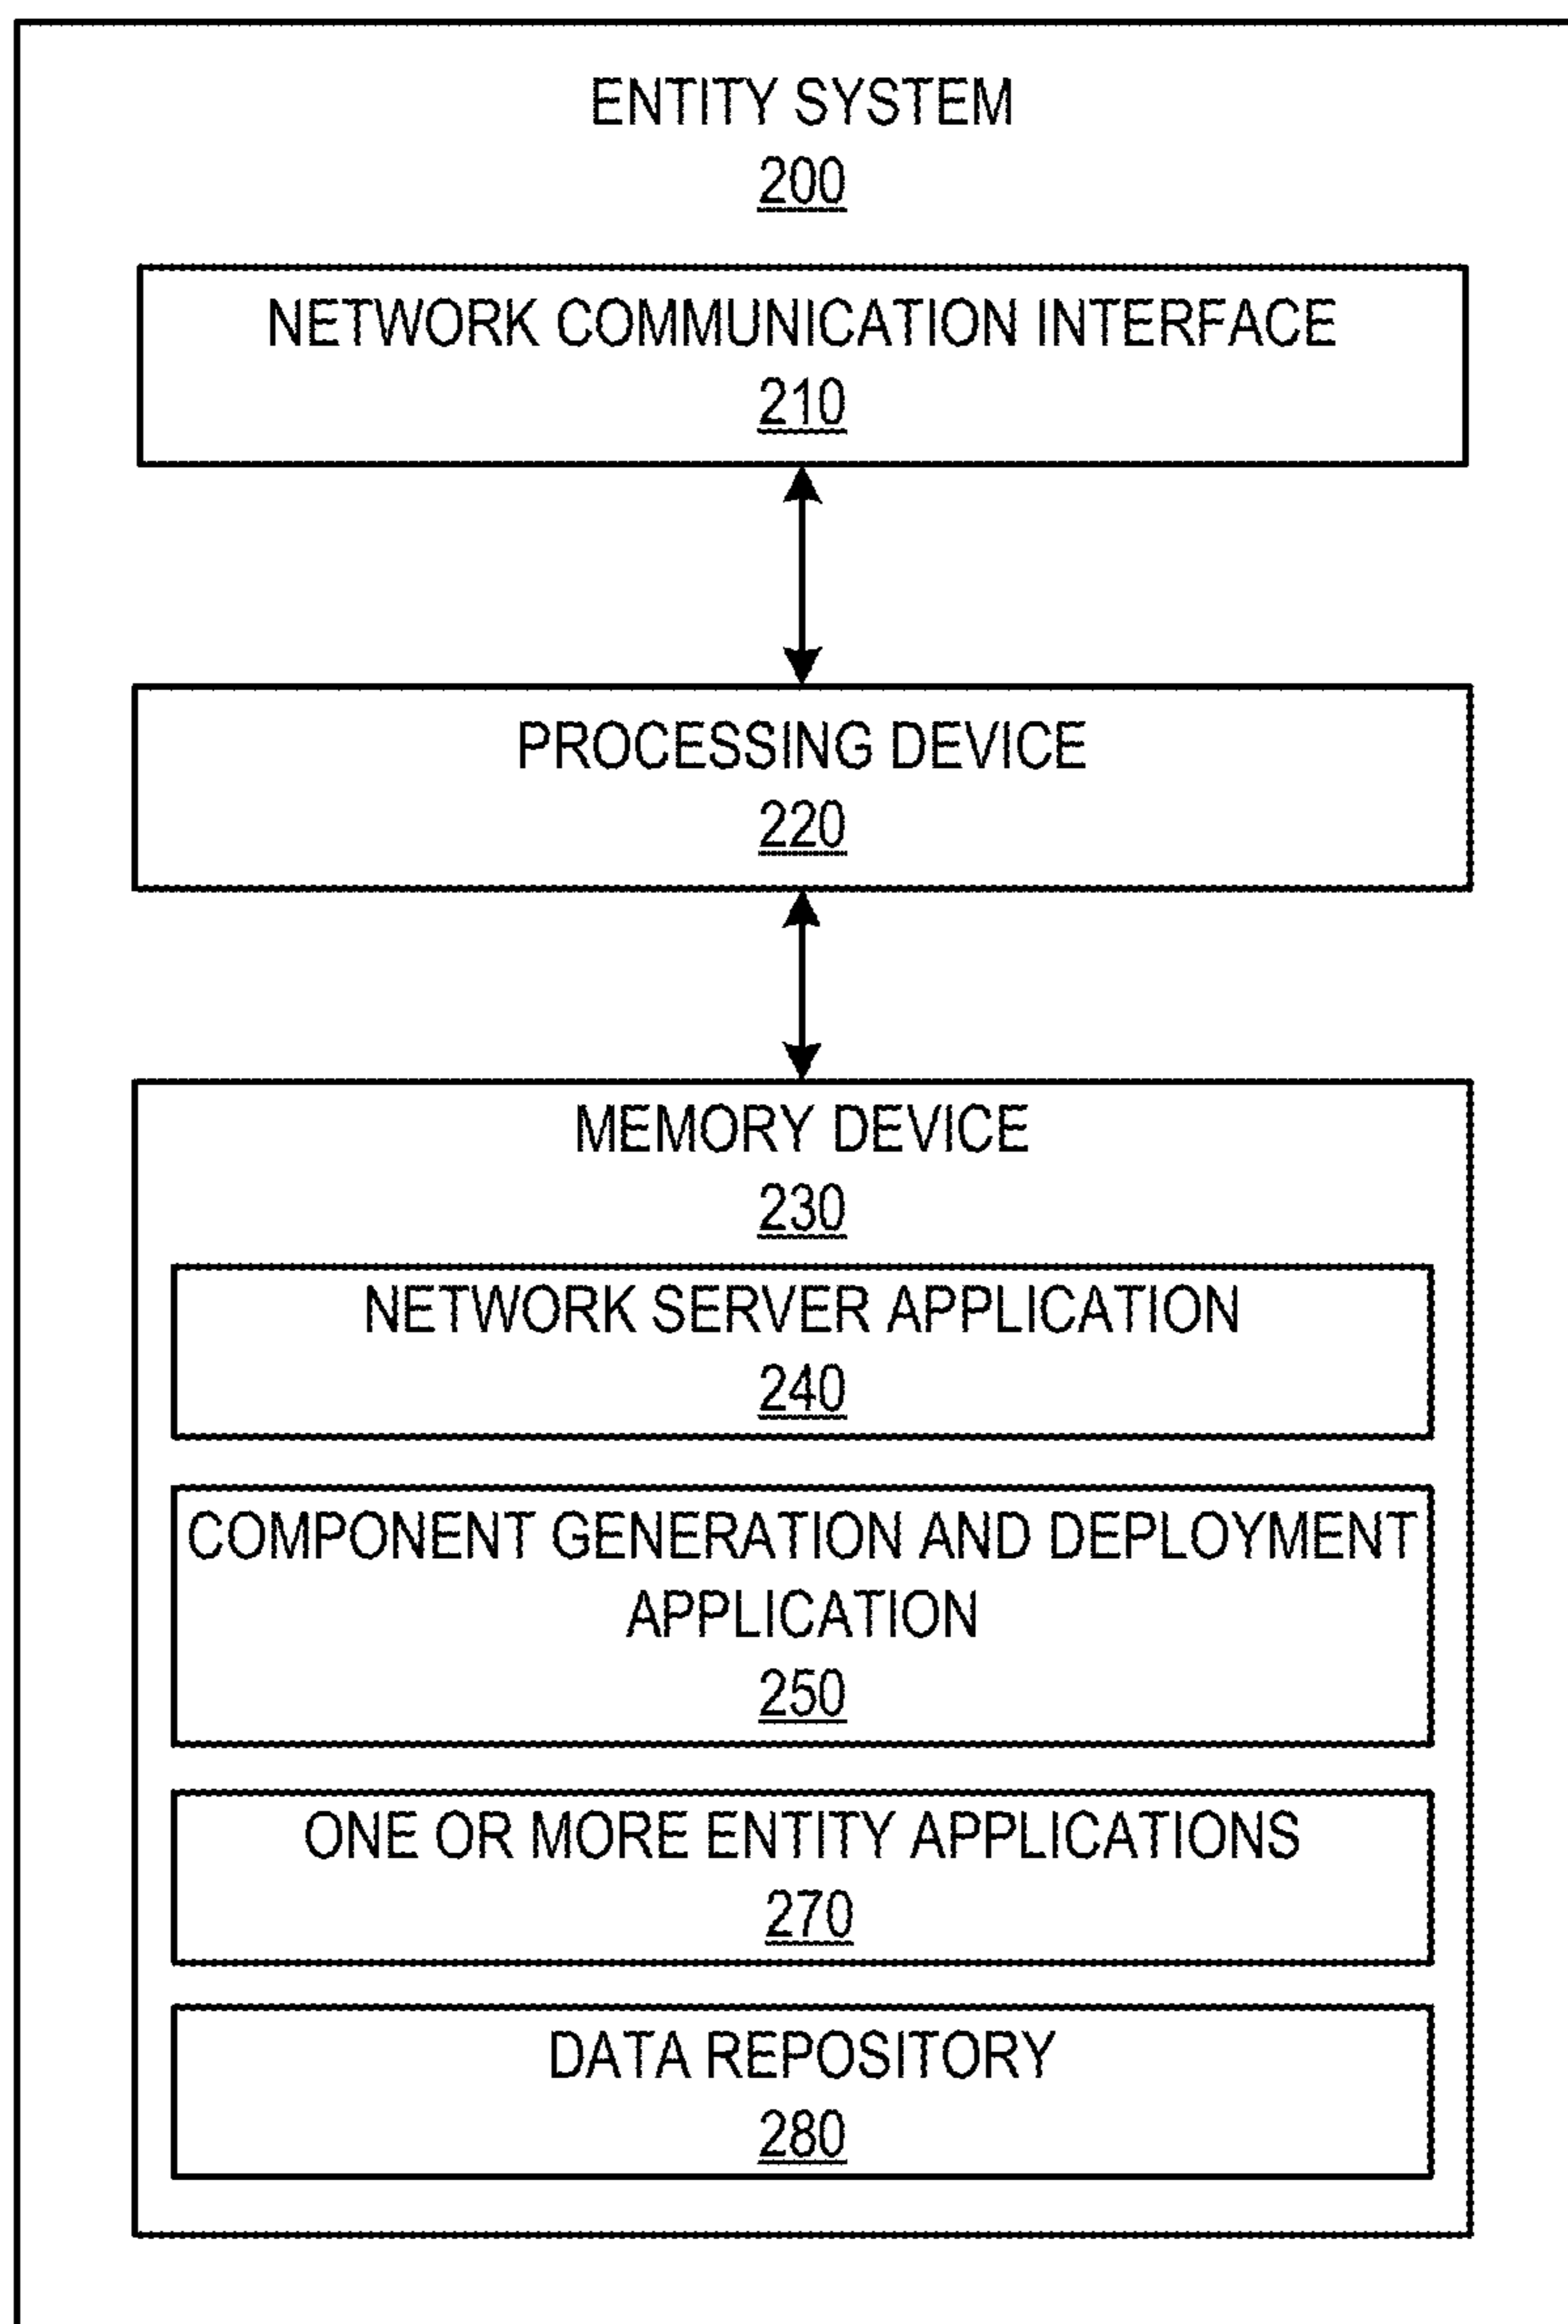 ENTITY SYSTEM
200
NETWORK COMMUNICATION INTERFACE
210
PROCESSING DEVICE
220
MEMORY DEVICE
230
NETWORK SERVER APPLICATION
240
COMPONENT GENERATION AND DEPLOYMENT
APPLICATION
250
ONE OR MORE ENTITY APPLICATIONS
270
DATA REPOSITORY
280